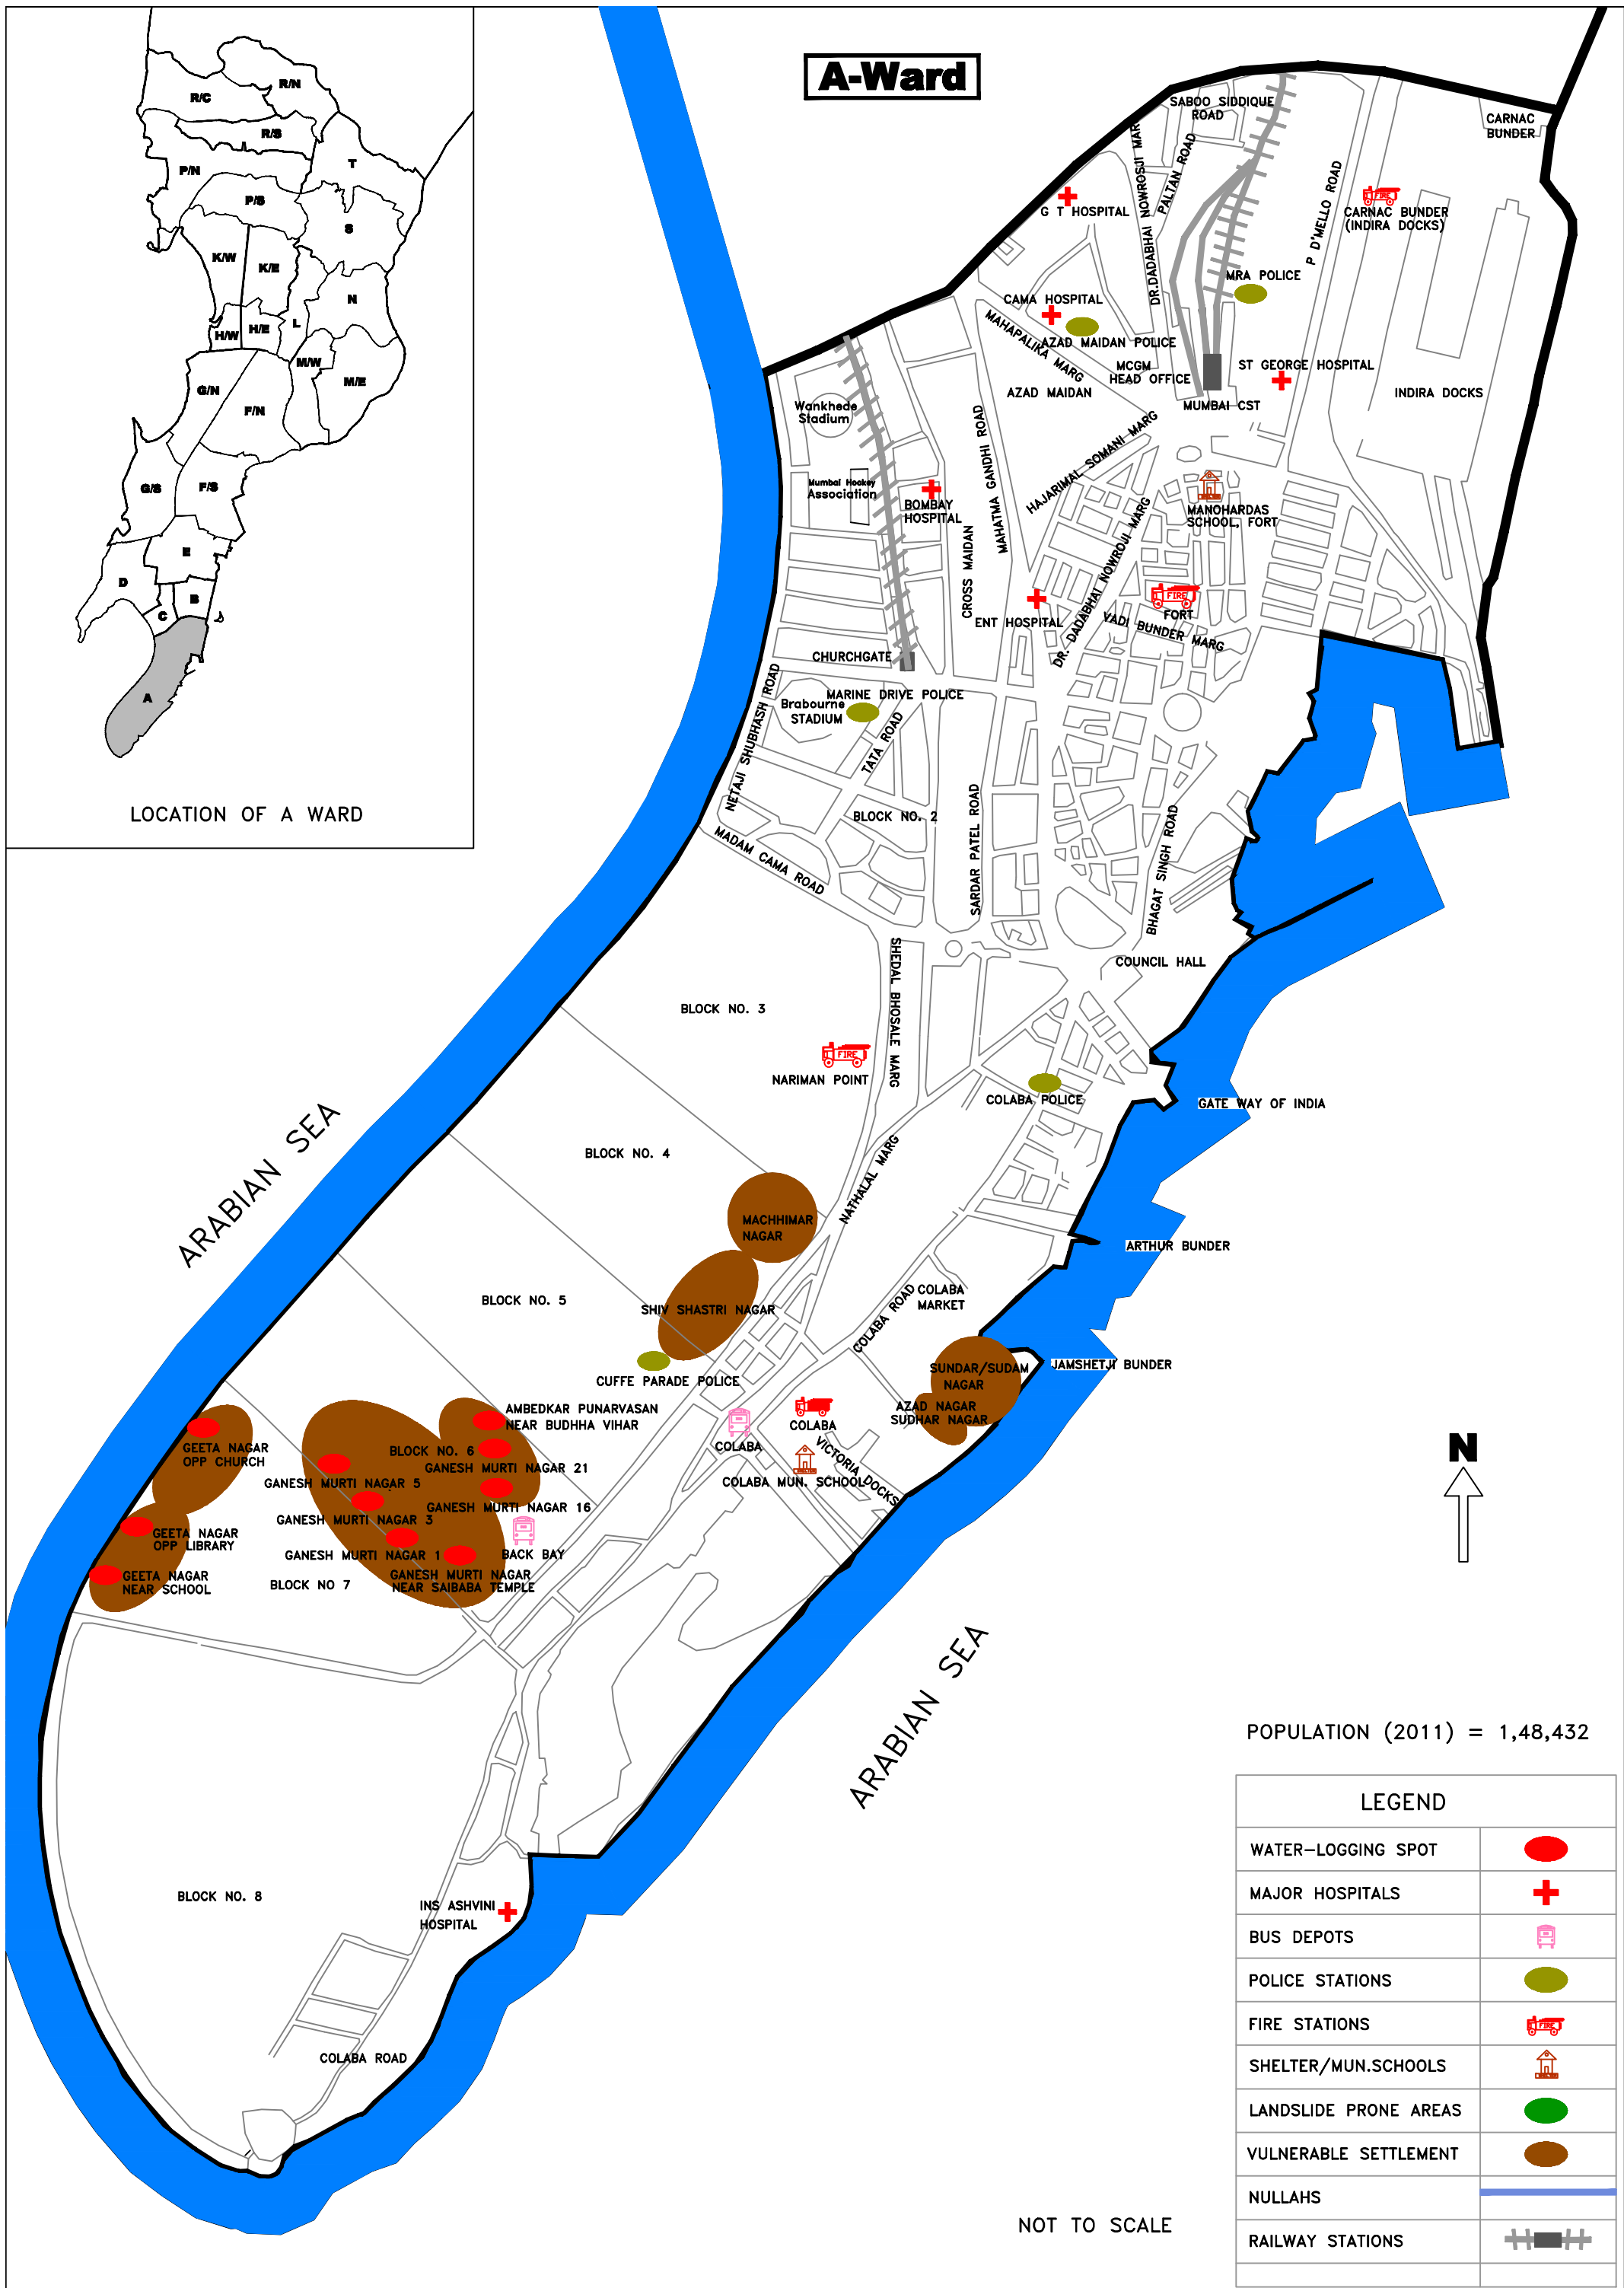 A-Ward
R/N
R/C
R/S
T
P/N
P/S
S
K/W
K/E
N
L
H/W
H/E
M/W
M/E
G/N
F/N
G/S
F/S
E
D
B
C
A
LOCATION OF A WARD
SABOO SIDDIQUE
ROAD
CARNAC
BUNDER
DR.DADABHAI NOWROSJI MAR
PALTAN ROAD
P D'MELLO ROAD
G T HOSPITAL
FIRE
CARNAC BUNDER
(INDIRA DOCKS)
MRA POLICE
CAMA HOSPITAL
MAHAPALIKA MARG
AZAD MAIDAN POLICE
MCGM
HEAD OFFICE
ST GEORGE HOSPITAL
AZAD MAIDAN
MUMBAI CST
INDIRA DOCKS
Wankhede
Stadium
MAHATMA GANDHI ROAD
HAJARIMAL SOMANI MARG
Mumbai Hockey
Association
BOMBAY
HOSPITAL
MANOHARDAS
SCHOOL, FORT
CROSS MAIDAN
DR. DADABHAI NOWROJI MARG
FIRE
FORT
ENT HOSPITAL
VADI BUNDER MARG
CHURCHGATE
MARINE DRIVE POLICE
Brabourne
STADIUM
NETAJI SHUBHASH ROAD
TATA ROAD
BLOCK NO. 2
MADAM CAMA ROAD
SARDAR PATEL ROAD
BHAGAT SINGH ROAD
SHEDAL BHOSALE MARG
COUNCIL HALL
BLOCK NO. 3
FIRE
NARIMAN POINT
COLABA POLICE
GATE WAY OF INDIA
ARABIAN SEA
BLOCK NO. 4
NATHALAL MARG
MACHHIMAR
NAGAR
ARTHUR BUNDER
BLOCK NO. 5
SHIV SHASTRI NAGAR
COLABA ROAD
COLABA
MARKET
CUFFE PARADE POLICE
SUNDAR/SUDAM
NAGAR
JAMSHETJI BUNDER
AZAD NAGAR
SUDHAR NAGAR
AMBEDKAR PUNARVASAN
NEAR BUDHHA VIHAR
COLABA
COLABA
VICTORIA DOCKS
COLABA MUN. SCHOOL
GEETA NAGAR
OPP CHURCH
BLOCK NO. 6
GANESH MURTI NAGAR 21
GANESH MURTI NAGAR 5
GANESH MURTI NAGAR 16
GANESH MURTI NAGAR 3
GEETA NAGAR
OPP LIBRARY
GANESH MURTI NAGAR 1
BACK BAY
GEETA NAGAR
NEAR SCHOOL
BLOCK NO 7
GANESH MURTI NAGAR
NEAR SAIBABA TEMPLE
N
ARABIAN SEA
BLOCK NO. 8
INS ASHVINI
HOSPITAL
COLABA ROAD
POPULATION (2011) = 1,48,432
LEGEND
WATER-LOGGING SPOT
MAJOR HOSPITALS
BUS DEPOTS
POLICE STATIONS
FIRE STATIONS
FIRE
SHELTER/MUN.SCHOOLS
LANDSLIDE PRONE AREAS
VULNERABLE SETTLEMENT
NULLAHS
RAILWAY STATIONS
NOT TO SCALE